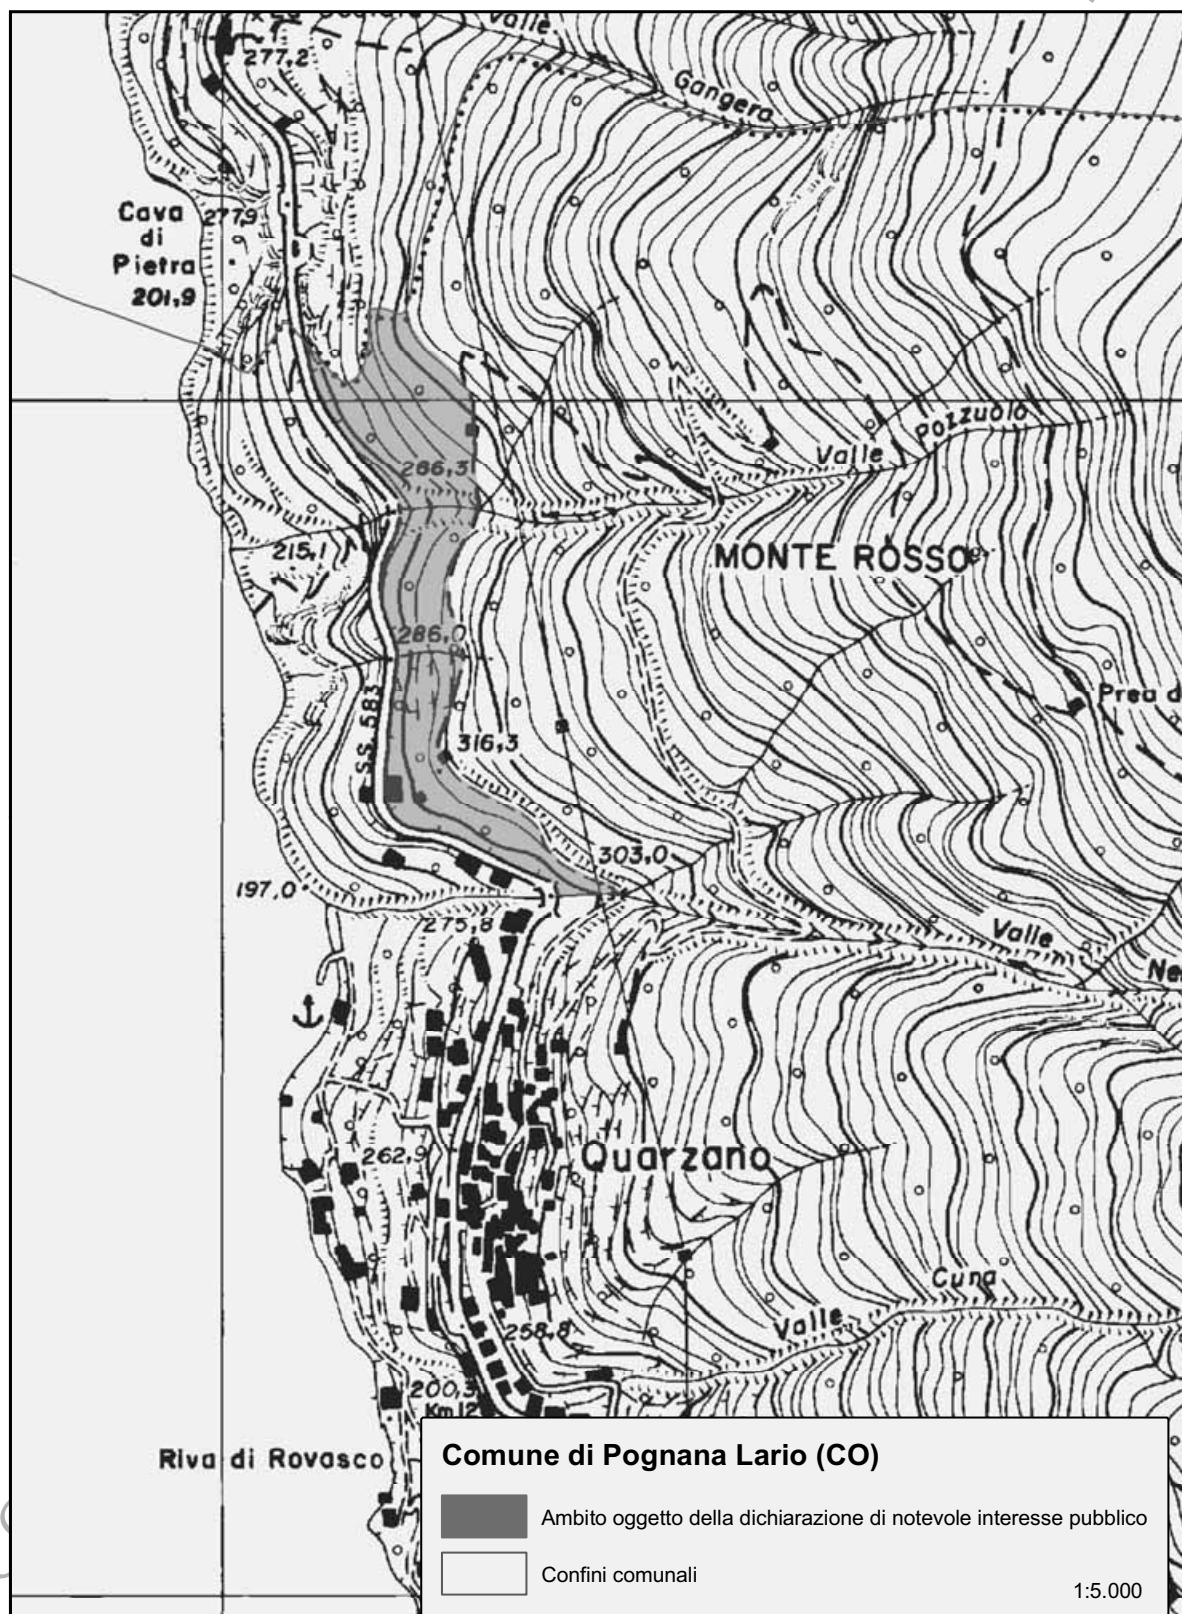 Valle
277,2
Gangera
Cava
di
Pietra
277,9
201,9
Valle Pozzuolo
266,3
215,1
MONTE ROSSO
286,0
S.S. 583
Prea d
316,3
303,0
197,0
275,8
Valle
Ne
262,9
Quarzano
Cuna
Valle
258,8
200,3
Km 12
Riva di Rovasco
Comune di Pognana Lario (CO)
Ambito oggetto della dichiarazione di notevole interesse pubblico
Confini comunali
1:5.000